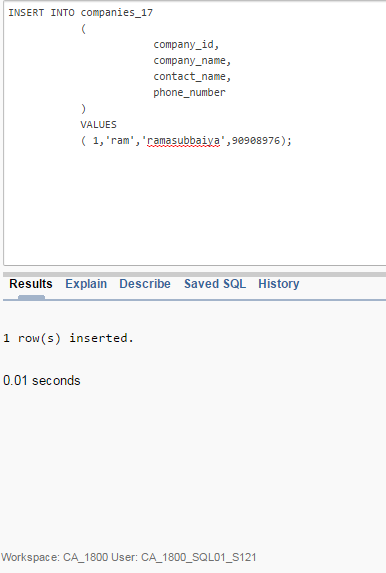 INSERT INTO companies_17
(
company_id,
company_name,
contact_name,
phone_number
)
VALUES
( 1,'ram','ramasubbaiya',90908976);
Results Explain Describe Saved SQL History
1 row(s) inserted.
0.01 seconds
Workspace: CA_1800 User: CA_1800_SQL01_S121